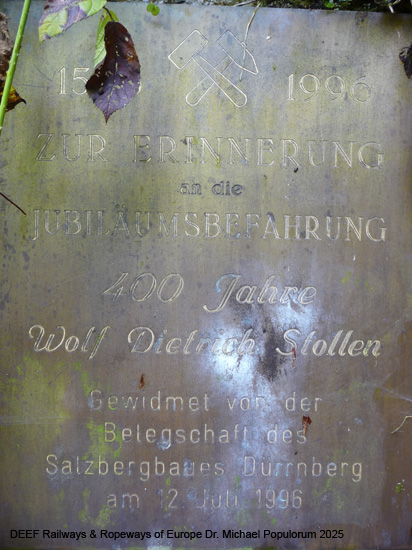 1996
ZUR ERINNERUNG
an die
JUBILÄUMSBEFAHRUNG
400 Jahre
Wolf Dietrich Stollen
Gewidmet von der
Belegschaft des
Salzbergbaues Dürrnberg
am 12. Juli 1996
DEEF Railways & Ropeways of Europe Dr. Michael Populorum 2025